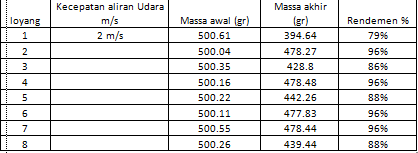 loyang Kecepatan aliran Udara m/s Massa awal (gr) Massa akhir (gr) Rendemen %
1 2 m/s 500.61 394.64 79%
2 500.04 478.27 96%
3 500.35 428.8 86%
4 500.16 478.48 96%
5 500.22 442.26 88%
6 500.11 477.83 96%
7 500.55 478.44 96%
8 500.26 439.44 88%